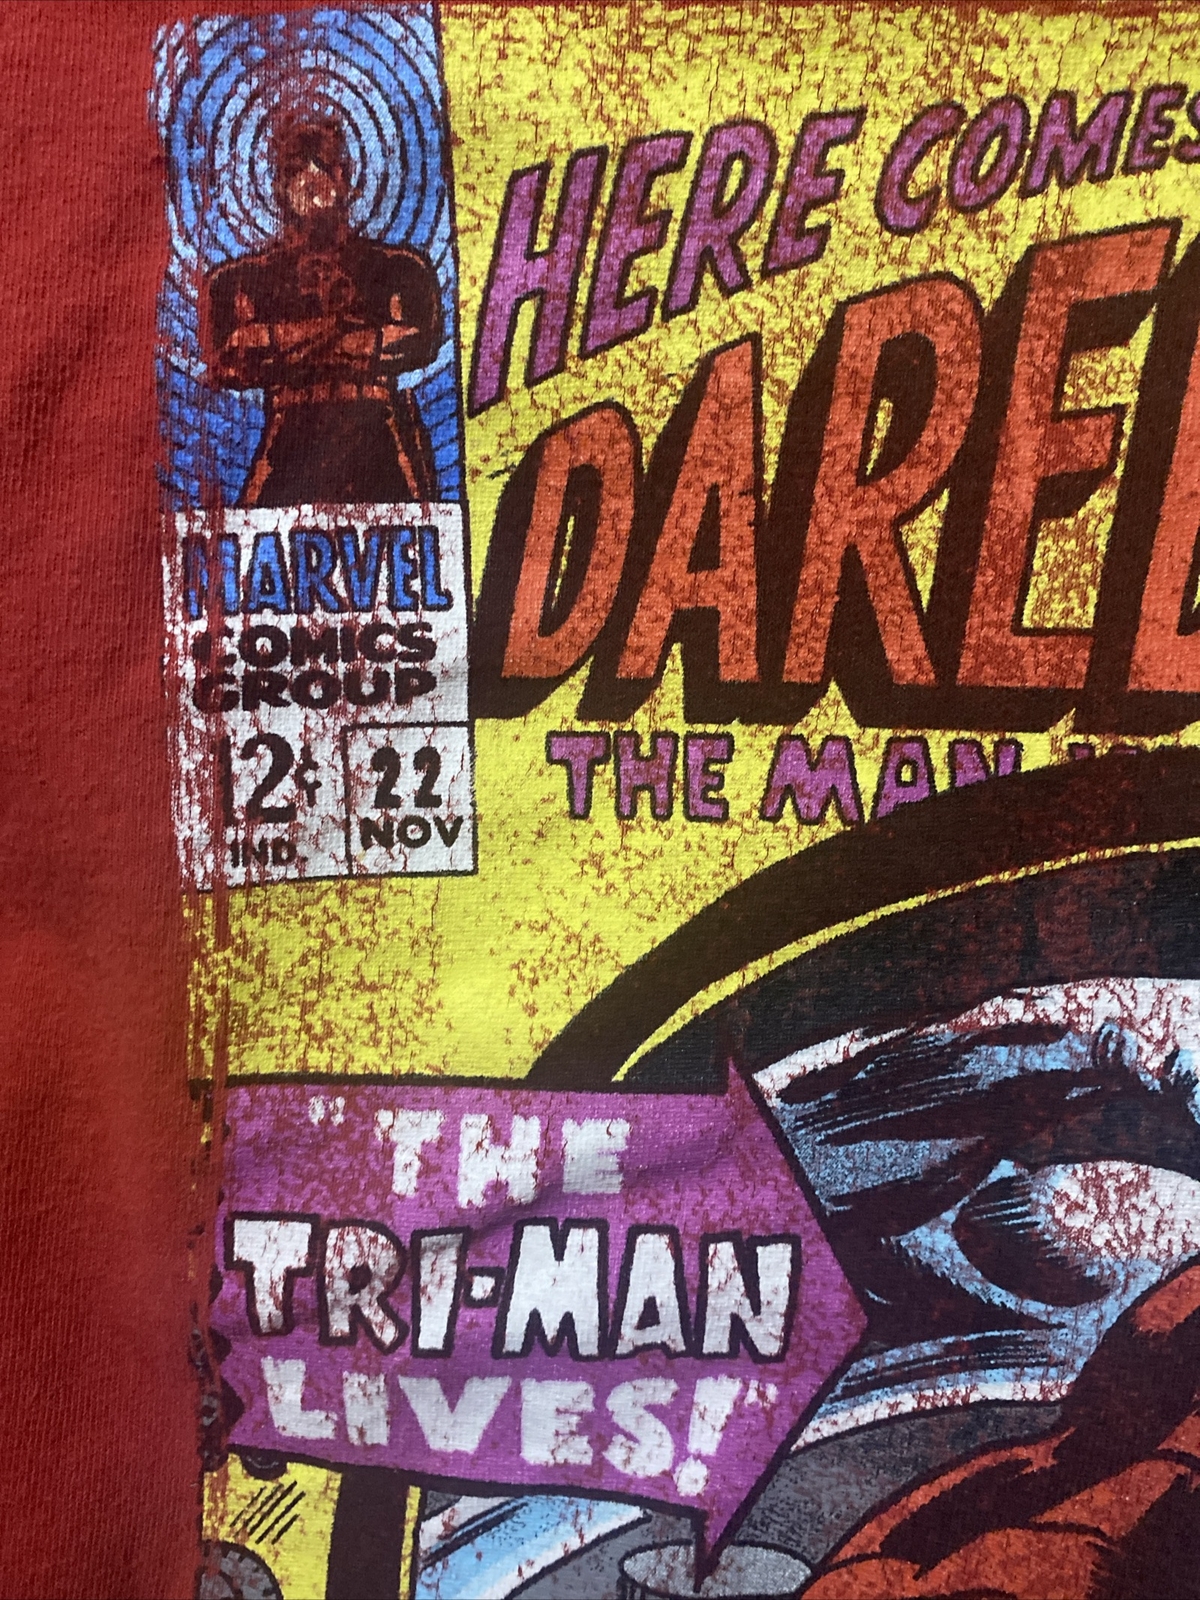 HERE COMES
DARE
THE MAN
MARVEL
COMICS
GROUP
12¢
IND.
22
NOV
"THE
TRI-MAN
LIVES!"